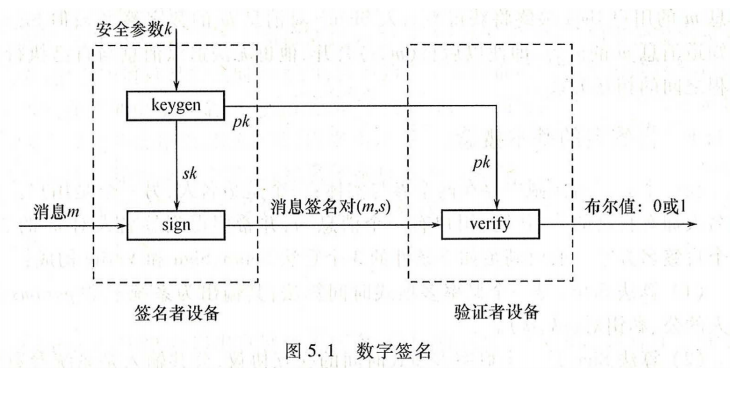 安全参数k
keygen
pk
sk
pk
消息m
sign
消息签名对(m,s)
verify
布尔值：0或1
签名者设备
验证者设备
图 5.1 数字签名